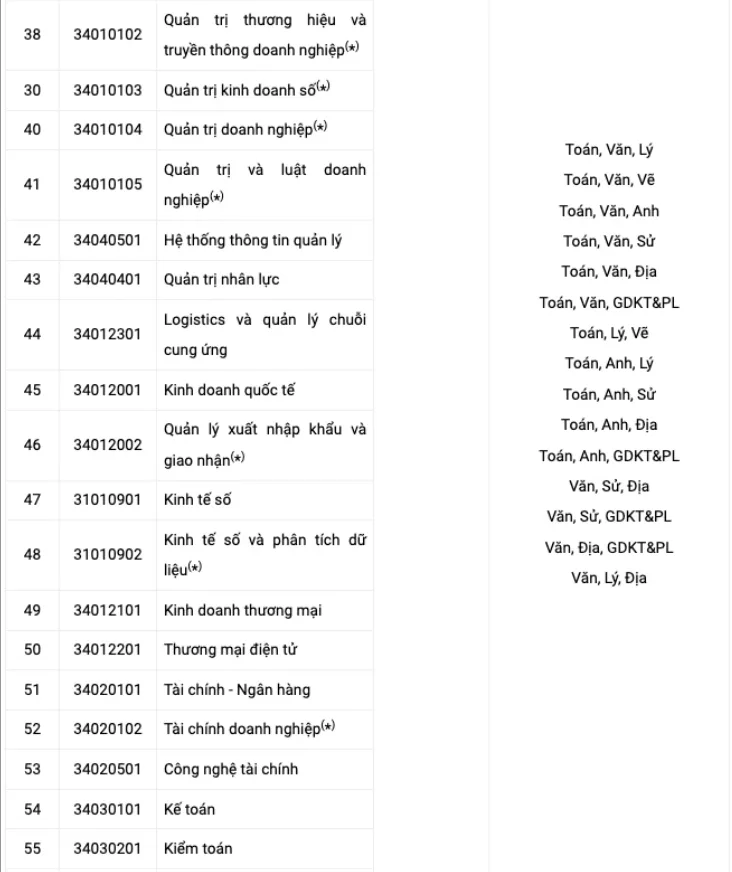 38 34010102 Quản trị thương hiệu và
truyền thông doanh nghiệp(*)
30 34010103 Quản trị kinh doanh số(*)
40 34010104 Quản trị doanh nghiệp(*)
41 34010105 Quản trị và luật doanh
nghiệp(*)
42 34040501 Hệ thống thông tin quản lý
43 34040401 Quản trị nhân lực
44 34012301 Logistics và quản lý chuỗi
cung ứng
45 34012001 Kinh doanh quốc tế
46 34012002 Quản lý xuất nhập khẩu và
giao nhận(*)
47 31010901 Kinh tế số
48 31010902 Kinh tế số và phân tích dữ
liệu(*)
49 34012101 Kinh doanh thương mại
50 34012201 Thương mại điện tử
51 34020101 Tài chính - Ngân hàng
52 34020102 Tài chính doanh nghiệp(*)
53 34020501 Công nghệ tài chính
54 34030101 Kế toán
55 34030201 Kiểm toán
Toán, Văn, Lý
Toán, Văn, Vẽ
Toán, Văn, Anh
Toán, Văn, Sử
Toán, Văn, Địa
Toán, Văn, GDKT&PL
Toán, Lý, Vẽ
Toán, Anh, Lý
Toán, Anh, Sử
Toán, Anh, Địa
Toán, Anh, GDKT&PL
Văn, Sử, Địa
Văn, Sử, GDKT&PL
Văn, Địa, GDKT&PL
Văn, Lý, Địa